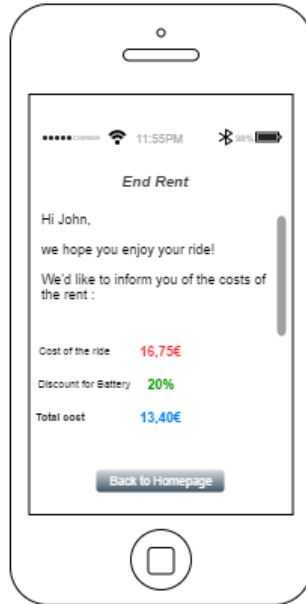 CARRIER 11:55PM 98%
End Rent
Hi John,
we hope you enjoy your ride!
We'd like to inform you of the costs of
the rent :
Cost of the ride 16,75€
Discount for Battery 20%
Total cost 13,40€
Back to Homepage